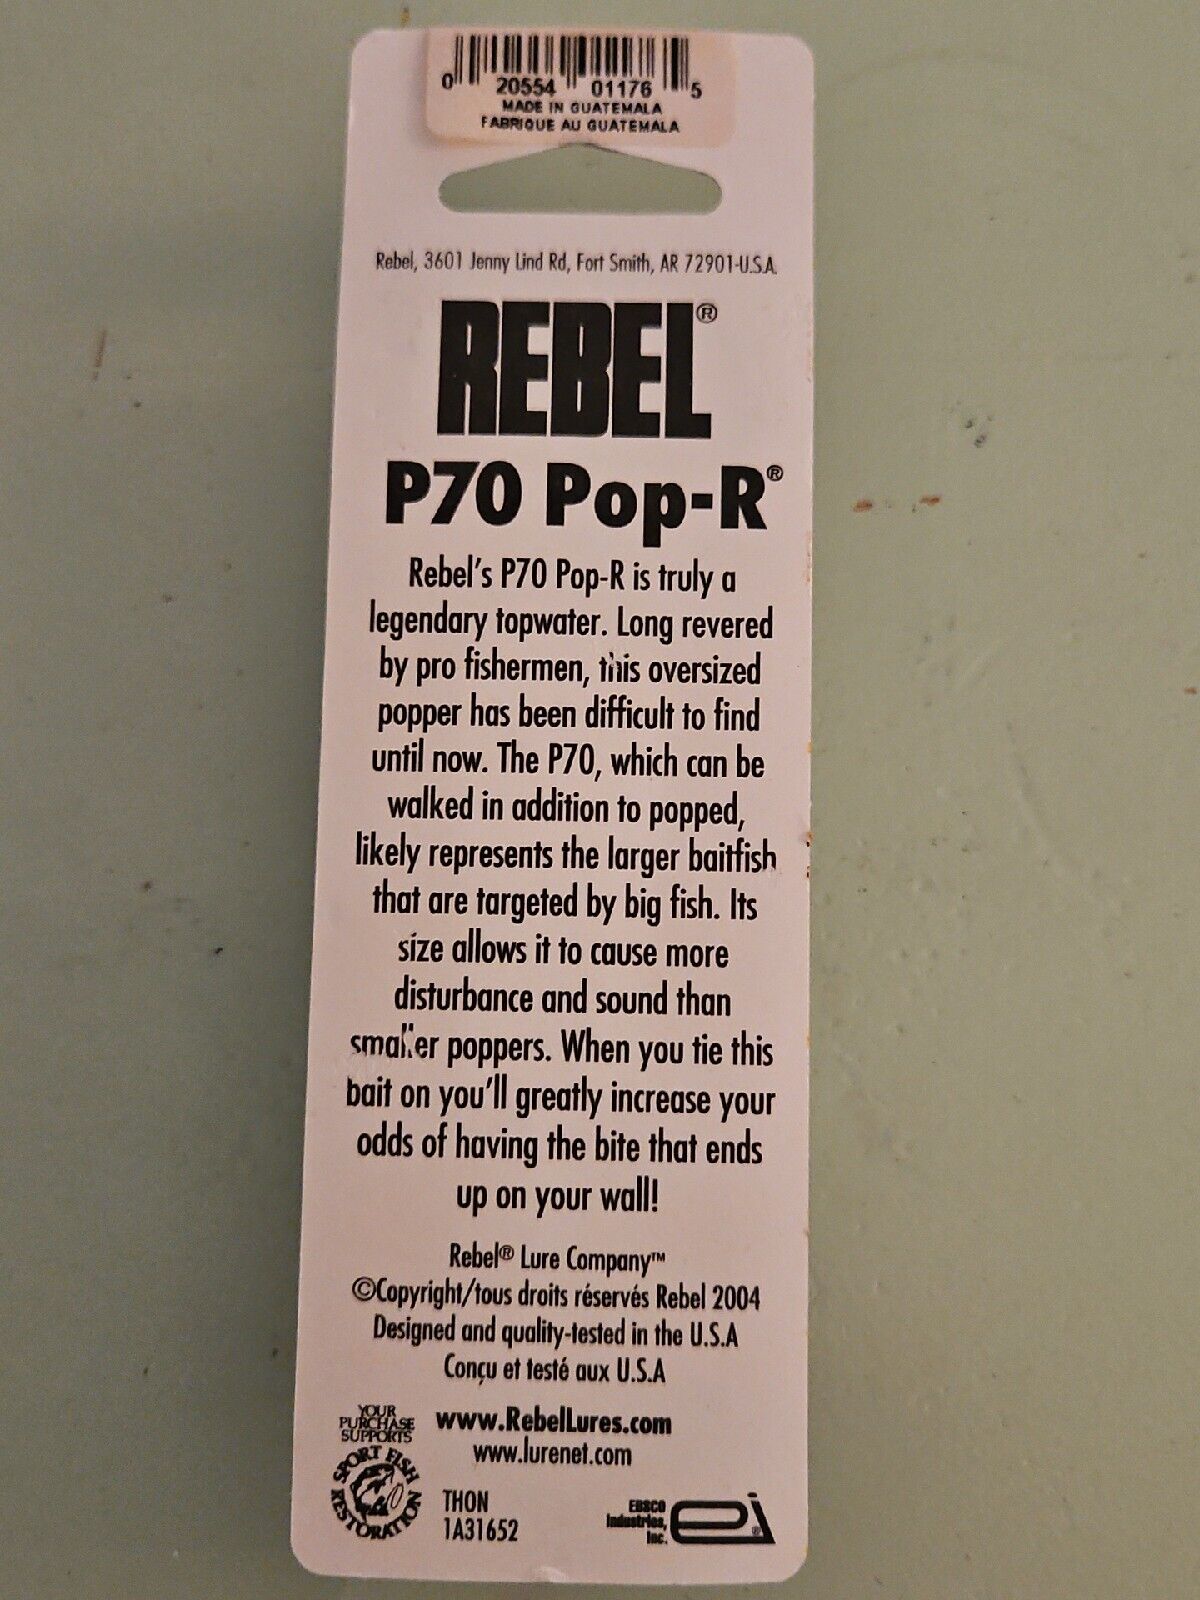 0 20554 01176 5
MADE IN GUATEMALA
FABRIQUE AU GUATEMALA
Rebel, 3601 Jenny Lind Rd, Fort Smith, AR 72901-U.S.A.
REBEL®
P70 Pop-R®
Rebel's P70 Pop-R is truly a
legendary topwater. Long revered
by pro fishermen, this oversized
popper has been difficult to find
until now. The P70, which can be
walked in addition to popped,
likely represents the larger baitfish
that are targeted by big fish. Its
size allows it to cause more
disturbance and sound than
smaller poppers. When you tie this
bait on you'll greatly increase your
odds of having the bite that ends
up on your wall!
Rebel® Lure Company™
©Copyright/tous droits réservés Rebel 2004
Designed and quality-tested in the U.S.A
Conçu et testé aux U.S.A
YOUR
PURCHASE
SUPPORTS
SPORT FISH
RESTORATION
www.RebelLures.com
www.lurenet.com
THON
1A31652
EBSCO
Industries,
Inc.
ei®